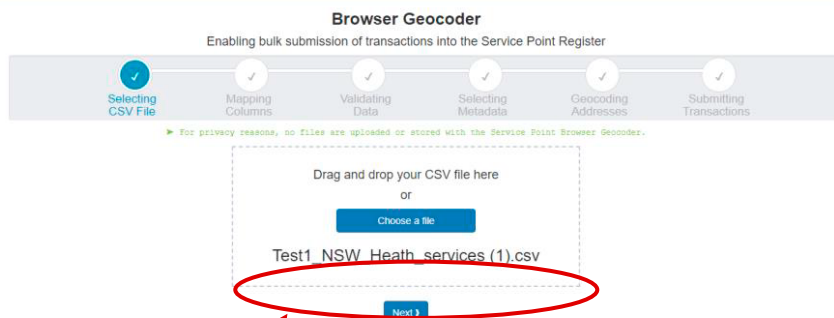 Browser Geocoder
Enabling bulk submission of transactions into the Service Point Register
✓ ✓ ✓ ✓ ✓ ✓
Selecting CSV File
Mapping Columns
Validating Data
Selecting Metadata
Geocoding Addresses
Submitting Transactions
► For privacy reasons, no files are uploaded or stored with the Service Point Browser Geocoder.
Drag and drop your CSV file here
or
Choose a file
Test1_NSW_Heath_services (1).csv
Next ❯